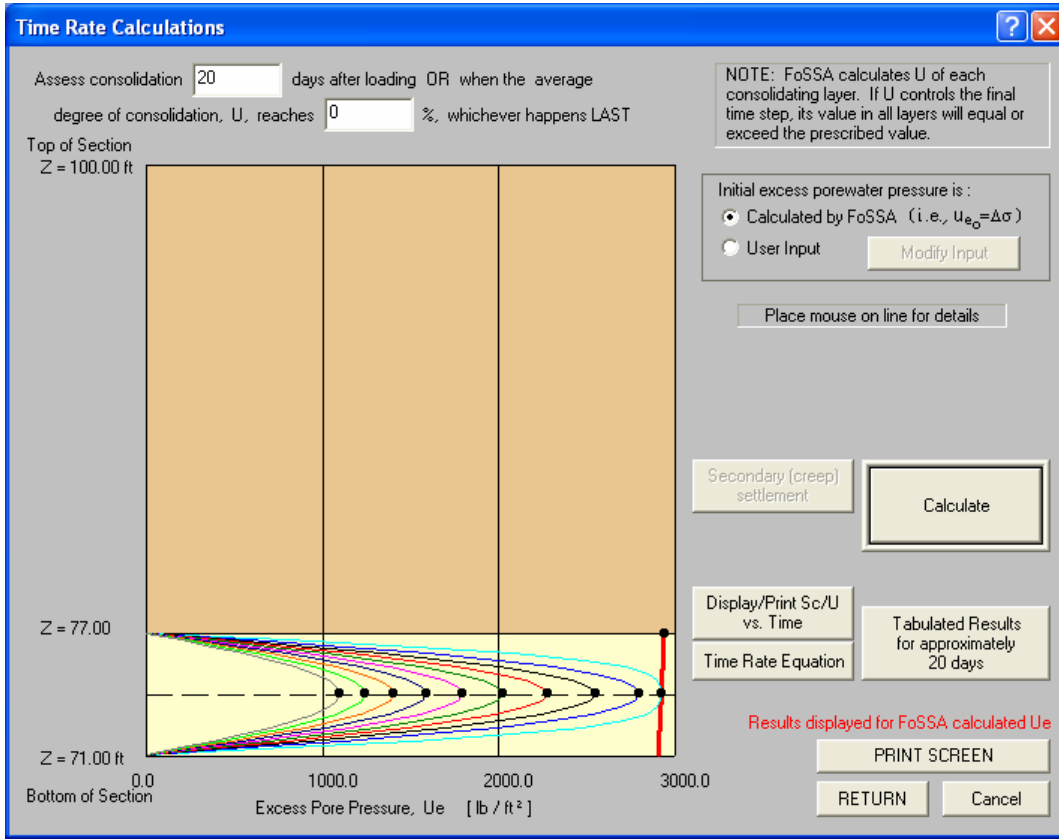 Time Rate Calculations
Assess consolidation 20 days after loading OR when the average
degree of consolidation, U, reaches 0 %, whichever happens LAST
NOTE: FoSSA calculates U of each
consolidating layer. If U controls the final
time step, its value in all layers will equal or
exceed the prescribed value.
Top of Section
Z = 100.00 ft
Initial excess porewater pressure is :
Calculated by FoSSA (i.e., u_eo=Δσ)
User Input
Modify Input
Place mouse on line for details
Secondary (creep)
settlement
Calculate
Display/Print Sc/U
vs. Time
Time Rate Equation
Tabulated Results
for approximately
20 days
Z = 77.00
Z = 71.00 ft
0.0 1000.0 2000.0 3000.0
Bottom of Section
Excess Pore Pressure, Ue [ lb / ft² ]
Results displayed for FoSSA calculated Ue
PRINT SCREEN
RETURN
Cancel